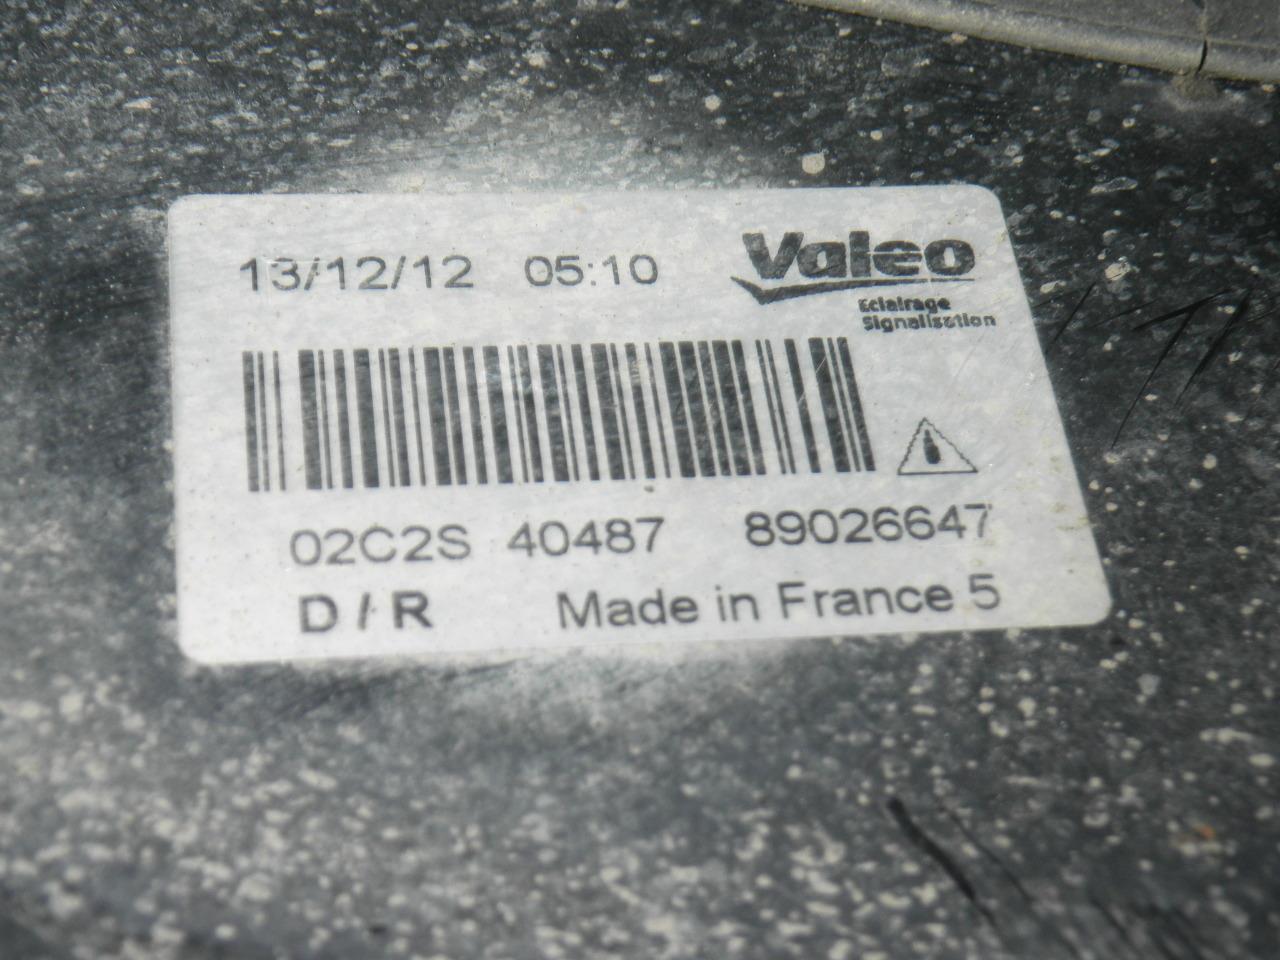 13/12/12 05:10
Valeo
Eclairage
Signalisation
02C2S 40487 89026647
D / R Made in France 5